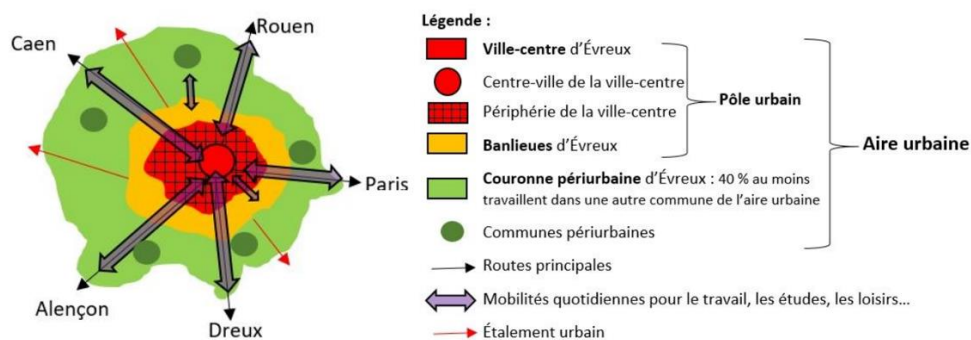 Caen
Rouen
Paris
Alençon
Dreux
Légende :
Ville-centre d'Évreux
Centre-ville de la ville-centre
Périphérie de la ville-centre
Banlieues d'Évreux
Pôle urbain
Couronne périurbaine d'Évreux : 40 % au moins
travaillent dans une autre commune de l'aire urbaine
Communes périurbaines
Aire urbaine
Routes principales
Mobilités quotidiennes pour le travail, les études, les loisirs...
Étalement urbain